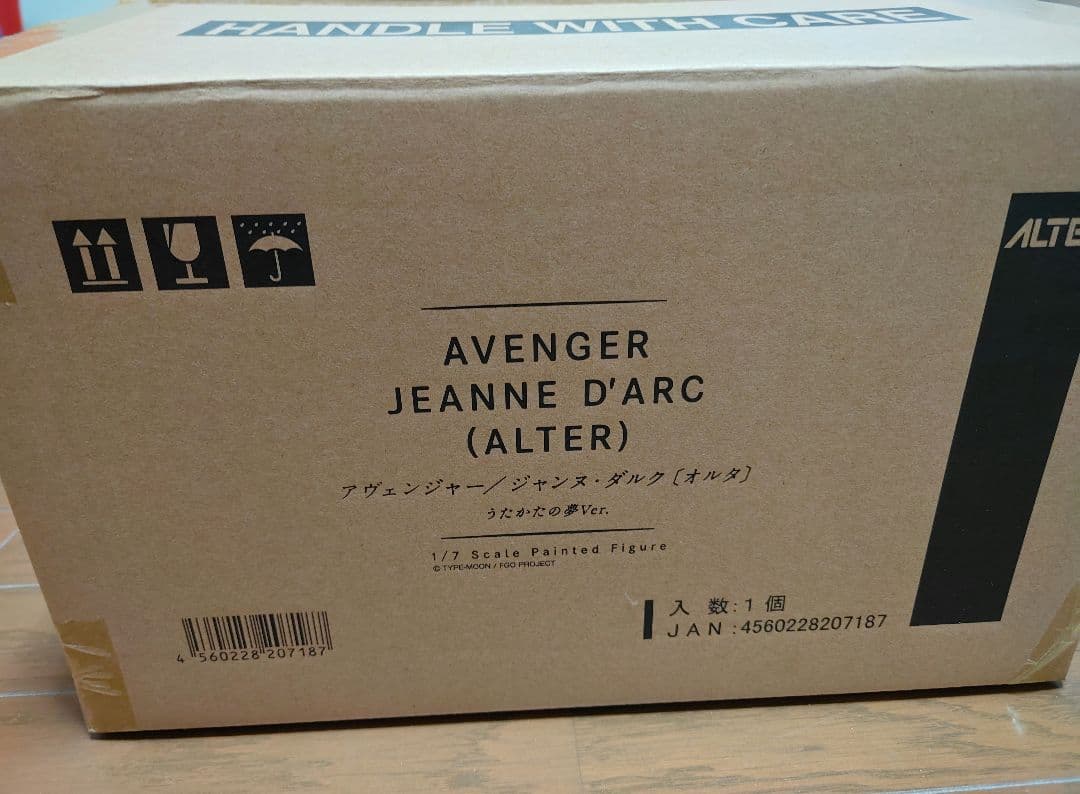 HANDLE WITH CARE
ALTE
AVENGER
JEANNE D'ARC
(ALTER)
アヴェンジャー/ジャンヌ・ダルク〔オルタ〕
うたかたの夢Ver.
1/7 Scale Painted Figure
© TYPE-MOON / FGO PROJECT
4 560228 207187
入 数:1 個
JAN:4560228207187